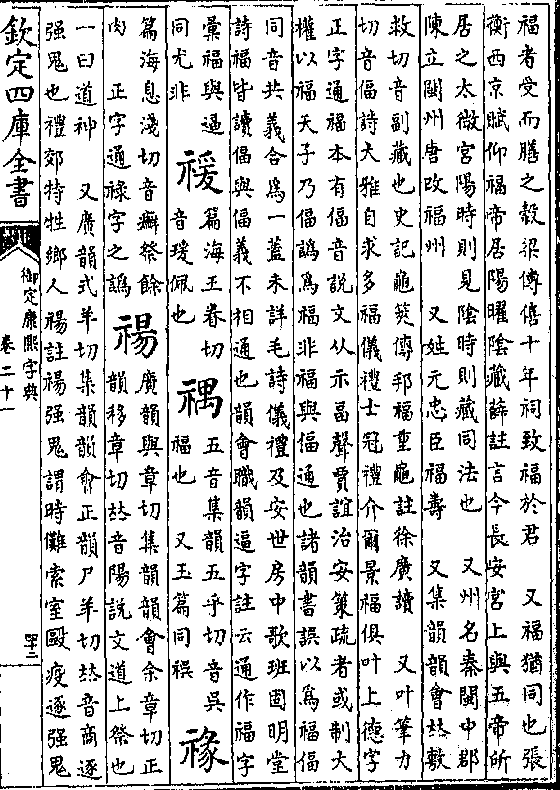 福者受而膳之穀梁傳僖十年祠致福於君　又福猶同也張
衡西京賦仰福帝居陽曜陰藏薛註言今長安宮上與五帝所
居之太微宮陽時則見陰時則藏同法也　又州名秦閩中郡
陳立閩州唐改福州　又姓元忠臣福壽　又集韻韻會𠀤敷
救切音副藏也史記龜筴傳邦福重龜註徐廣讀　又叶筆力
切音偪詩大雅自求多福儀禮士冠禮介爾景福俱叶上德字
正字通福本有偪音說文从示畐聲賈誼治安策疏者或制大
權以福天子乃偪譌爲福非福與偪通也諸韻書誤以爲福偪
同音共義合爲一蓋未詳毛詩儀禮及安世房中歌班固明堂
詩福皆讀偪與偪義不相通也韻會職韻逼字註云通作福字
彙福與逼同尤非　禐篇海王眷切音瑗佩也　禑五音集韻五乎切音吳福也　又玉篇同祦　禒
篇海息淺切音癬祭餘肉　正字通祿字之譌　禓廣韻與章切集韻韻會余章切正韻移章切𠀤音陽說文道上祭也
一曰道神　又廣韻式羊切集韻韻會正韻尸羊切𠀤音商逐
强鬼也禮郊特牲鄉人禓註禓强鬼謂時儺索室毆疫逐强鬼
欽定四庫全書
御定康熙字典
卷二十一
四十二